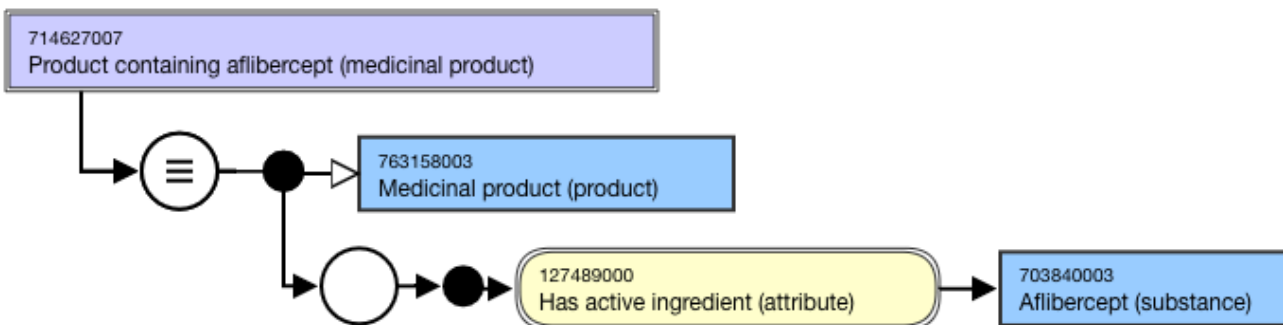 714627007
Product containing aflibercept (medicinal product)
763158003
Medicinal product (product)
127489000
Has active ingredient (attribute)
703840003
Aflibercept (substance)